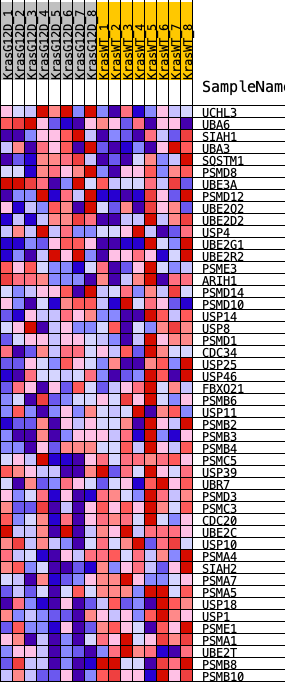 KrasG12D_1
KrasG12D_2
KrasG12D_3
KrasG12D_4
KrasG12D_5
KrasG12D_6
KrasG12D_7
KrasG12D_8
KrasWT_1
KrasWT_2
KrasWT_3
KrasWT_4
KrasWT_5
KrasWT_6
KrasWT_7
KrasWT_8
SampleName
UCHL3
UBA6
SIAH1
UBA3
SQSTM1
PSMD8
UBE3A
PSMD12
UBE2Q2
UBE2D2
USP4
UBE2G1
UBE2R2
PSME3
ARIH1
PSMD14
PSMD10
USP14
USP8
PSMD1
CDC34
USP25
USP46
FBXO21
PSMB6
USP11
PSMB2
PSMB3
PSMB4
PSMC5
USP39
UBR7
PSMD3
PSMC3
CDC20
UBE2C
USP10
PSMA4
SIAH2
PSMA7
PSMA5
USP18
USP1
PSME1
PSMA1
UBE2T
PSMB8
PSMB10